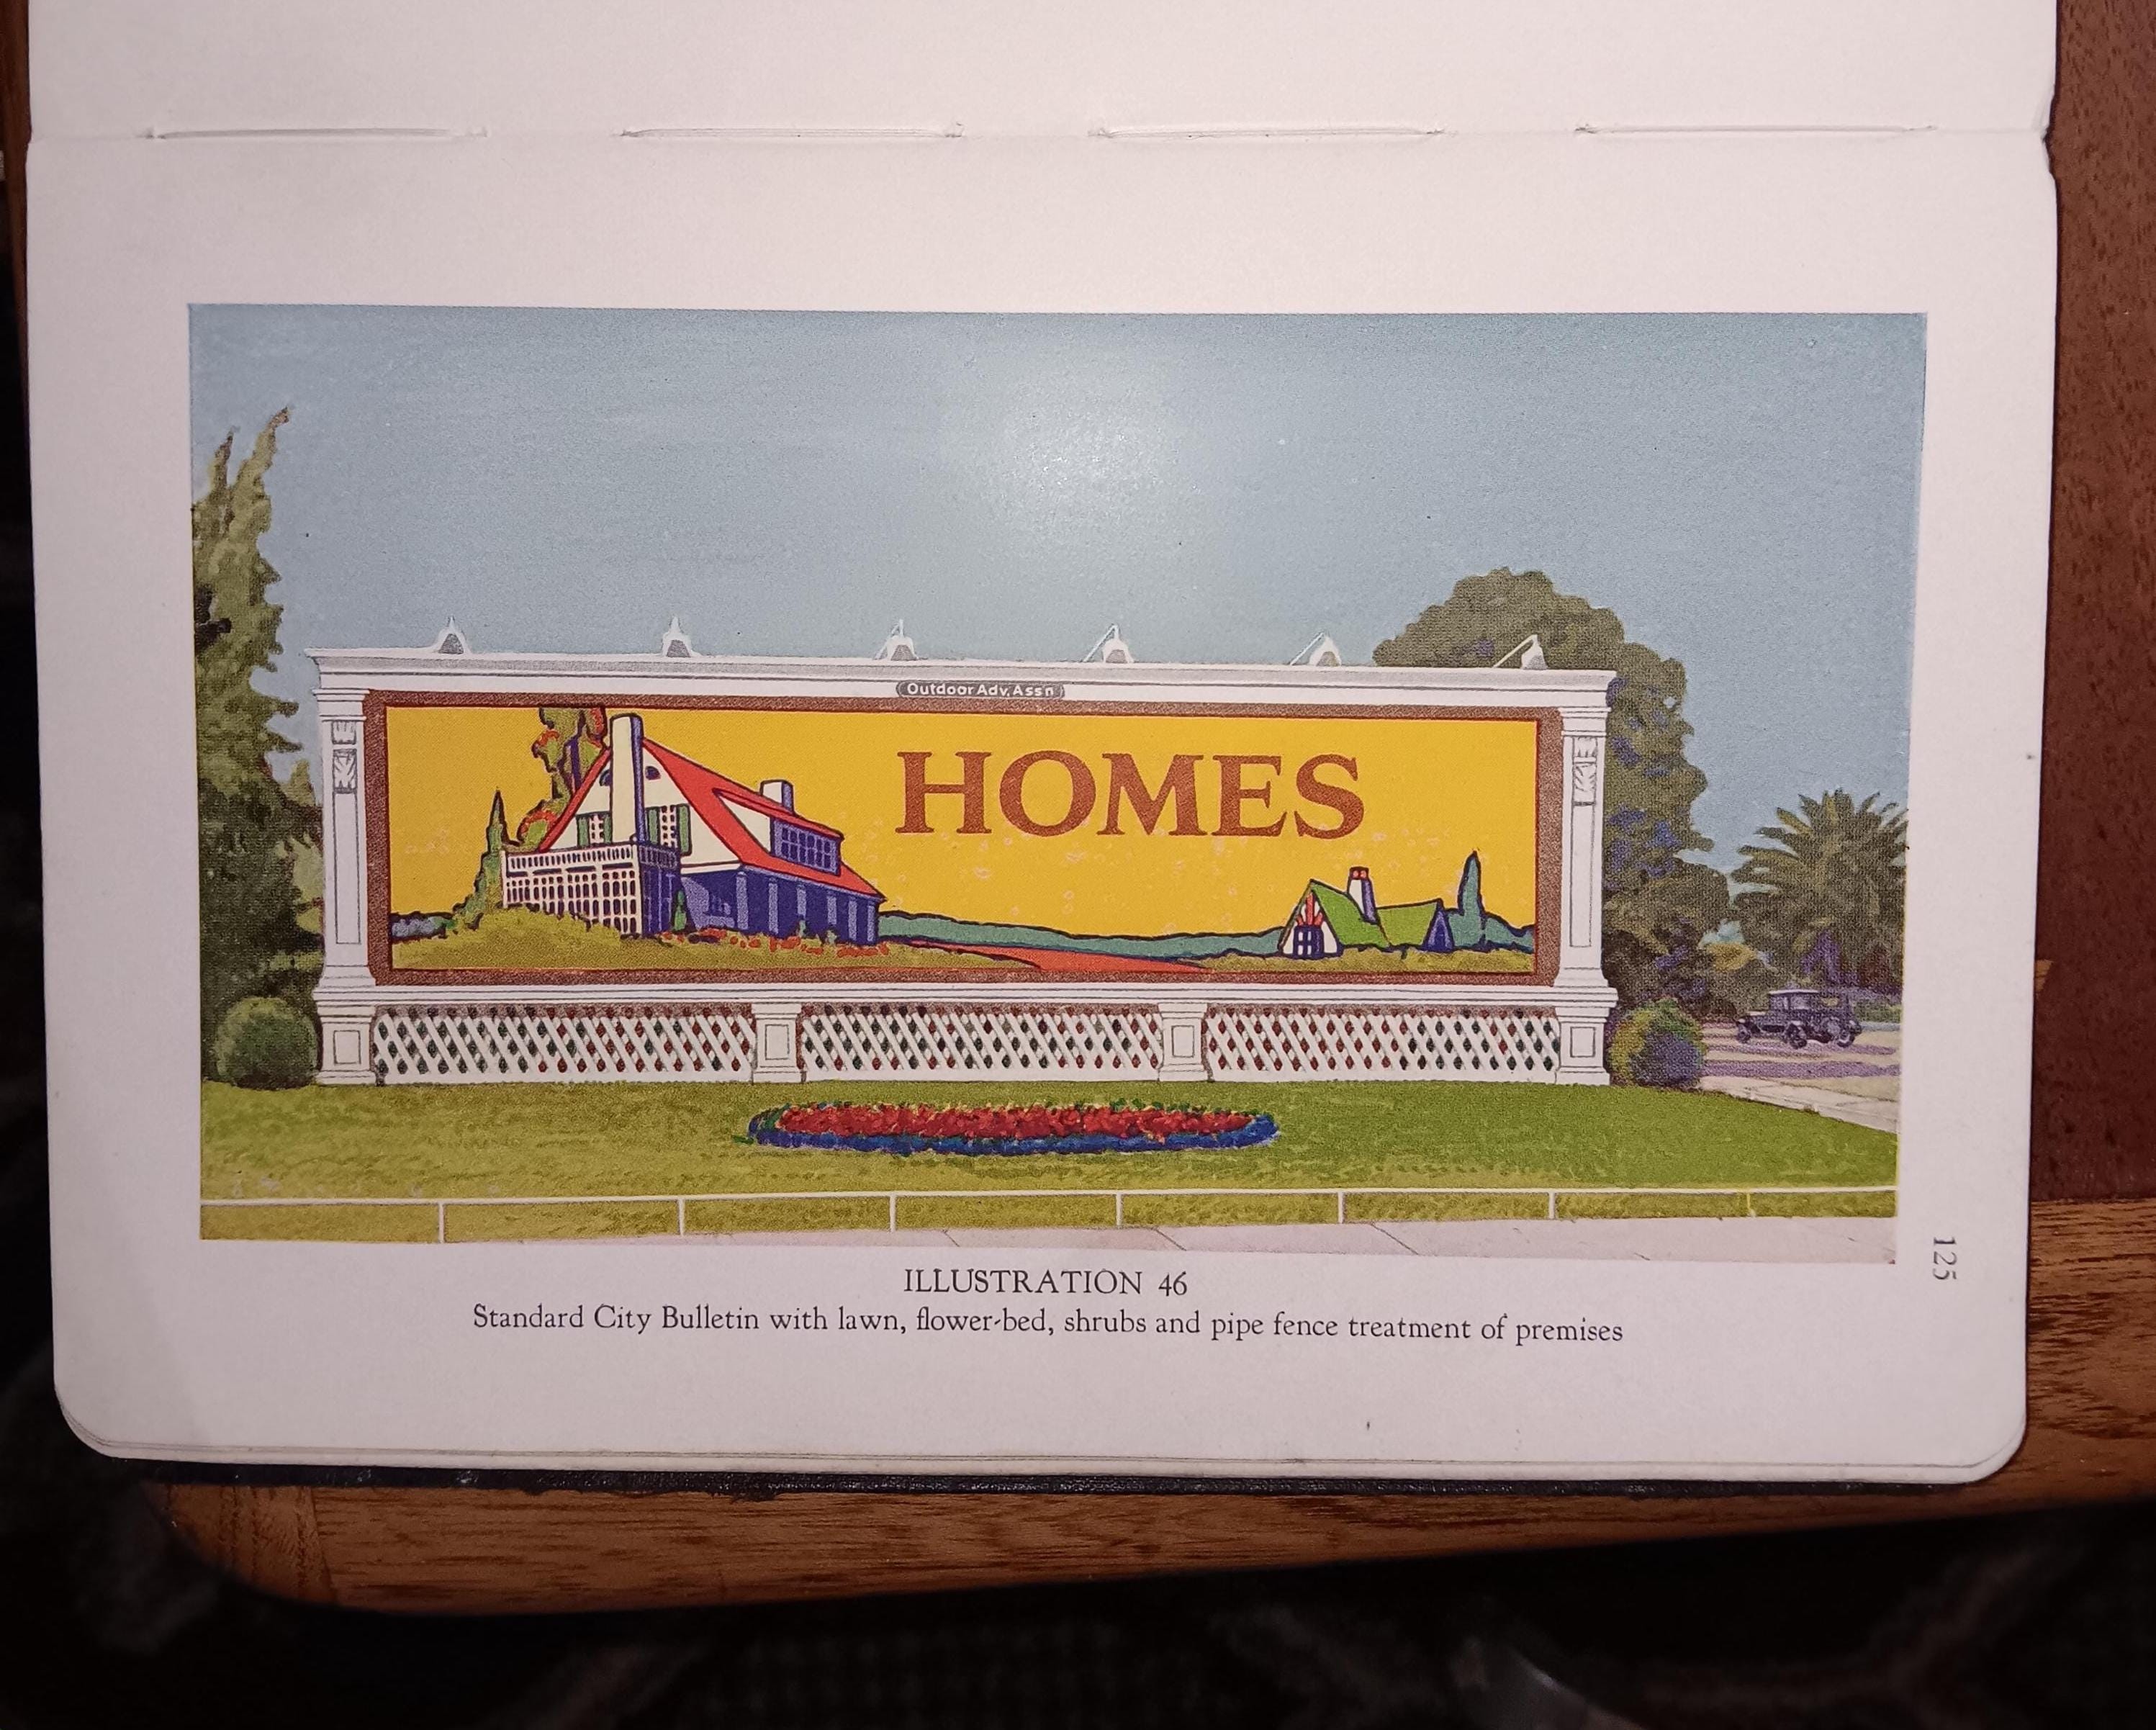 Outdoor Adv. Ass'n
HOMES
125
ILLUSTRATION 46
Standard City Bulletin with lawn, flower-bed, shrubs and pipe fence treatment of premises